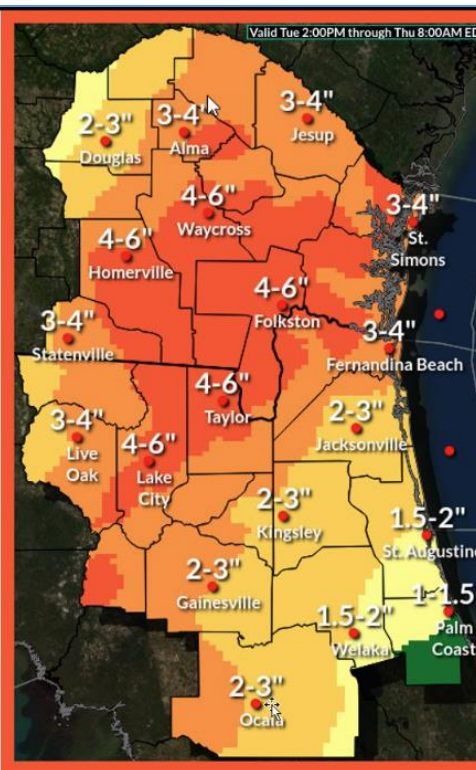 Valid Tue 2:00PM through Thu 8:00AM ED
2-3"
Douglas
3-4"
Alma
3-4"
Jesup
4-6"
Waycross
3-4"
St.
Simons
4-6"
Homerville
4-6"
Folkston
3-4"
Statenville
3-4"
Fernandina Beach
4-6"
Taylor
2-3"
Jacksonville
3-4"
Live
Oak
4-6"
Lake
City
2-3"
Kingsley
1.5-2"
St. Augustine
2-3"
Gainesville
1-1.5
Palm
Coast
1.5-2"
Welaka
2-3"
Ocala